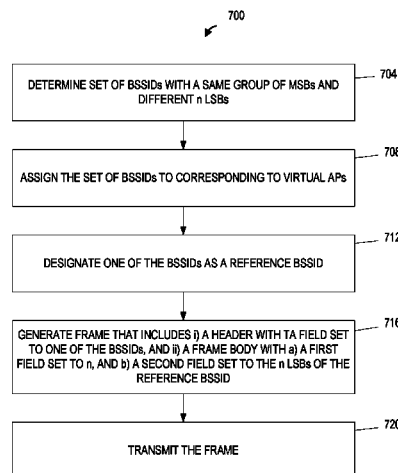 700
DETERMINE SET OF BSSIDs WITH A SAME GROUP OF MSBs AND
DIFFERENT n LSBs
704
ASSIGN THE SET OF BSSIDs TO CORRESPONDING TO VIRTUAL APs
708
DESIGNATE ONE OF THE BSSIDs AS A REFERENCE BSSID
712
GENERATE FRAME THAT INCLUDES i) A HEADER WITH TA FIELD SET
TO ONE OF THE BSSIDs, AND ii) A FRAME BODY WITH a) A FIRST
FIELD SET TO n, AND b) A SECOND FIELD SET TO THE n LSBs OF THE
REFERENCE BSSID
716
TRANSMIT THE FRAME
720